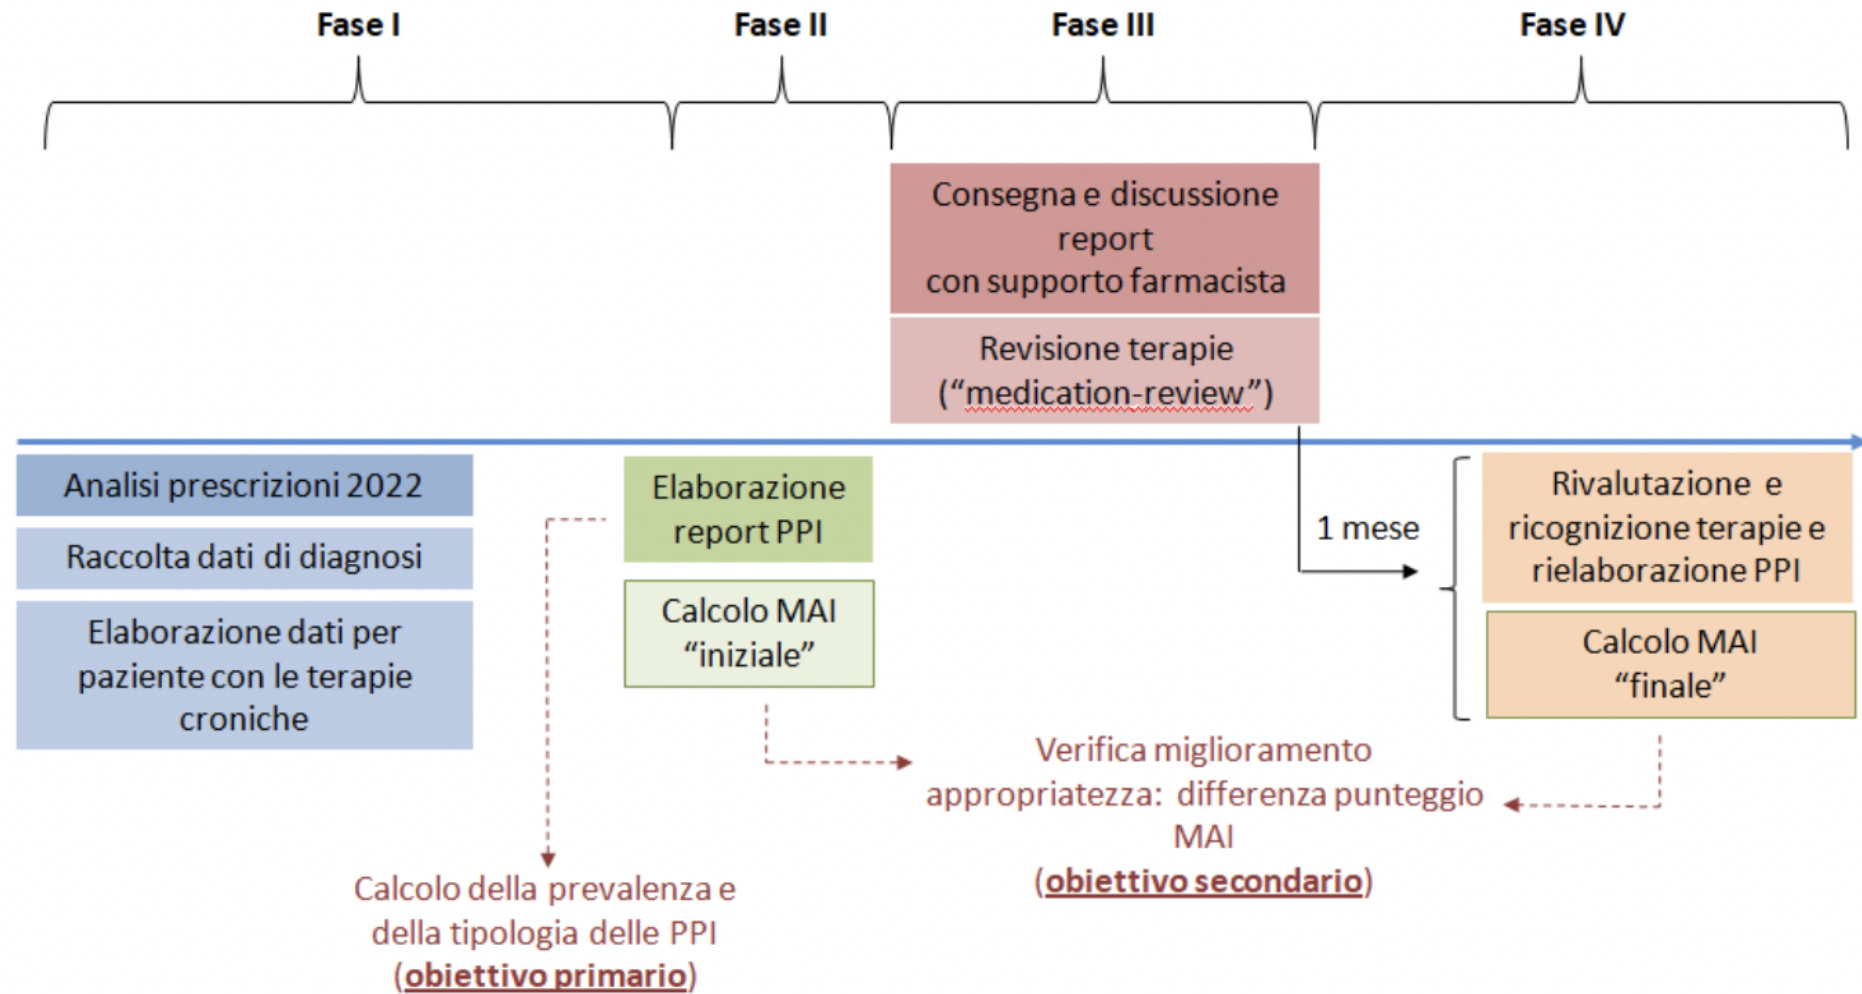 Fase I
Fase II
Fase III
Fase IV
Consegna e discussione
report
con supporto farmacista
Revisione terapie
(“medication-review”)
Analisi prescrizioni 2022
Raccolta dati di diagnosi
Elaborazione dati per
paziente con le terapie
croniche
Elaborazione
report PPI
Calcolo MAI
“iniziale”
1 mese
Rivalutazione e
ricognizione terapie e
rielaborazione PPI
Calcolo MAI
“finale”
Verifica miglioramento
appropriatezza: differenza punteggio
MAI
(obiettivo secondario)
Calcolo della prevalenza e
della tipologia delle PPI
(obiettivo primario)